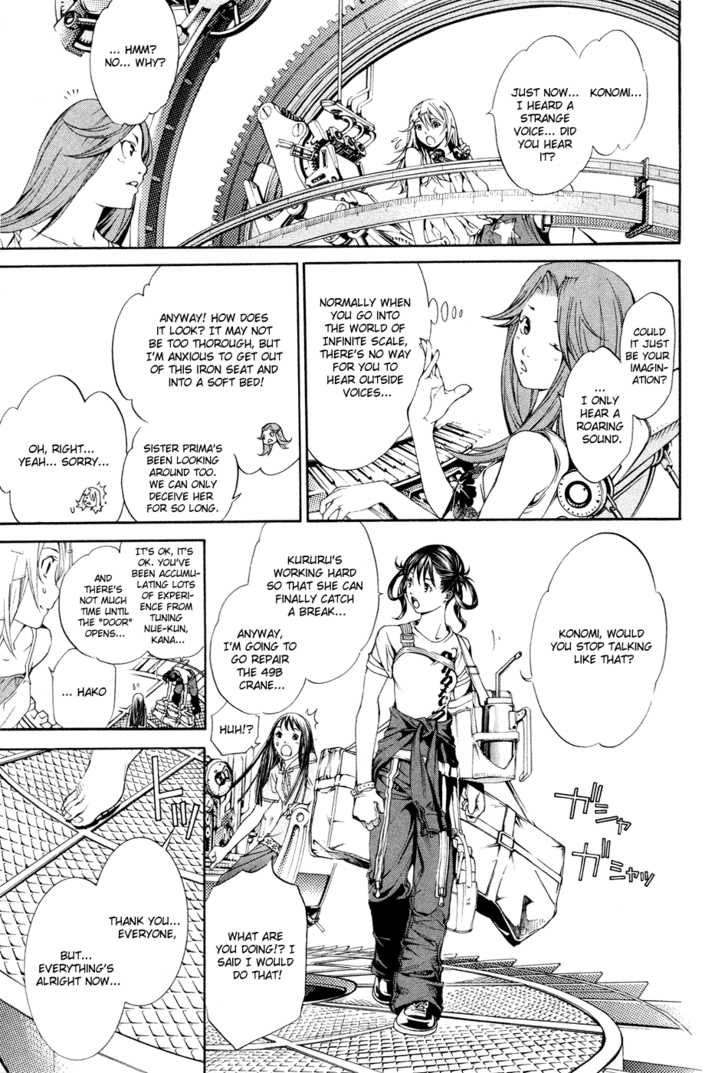 JUST NOW...
I HEARD A
STRANGE
VOICE... DID
YOU HEAR
IT?
KONOMI...
... HMM?
NO... WHY?
COULD
IT JUST
BE YOUR
IMAGIN-
ATION?
...
I ONLY
HEAR A
ROARING
SOUND.
NORMALLY WHEN
YOU GO INTO
THE WORLD OF
INFINITE SCALE,
THERE'S NO WAY
FOR YOU TO
HEAR OUTSIDE
VOICES...
ANYWAY! HOW DOES
IT LOOK? IT MAY NOT
BE TOO THOROUGH, BUT
I'M ANXIOUS TO GET OUT
OF THIS IRON SEAT AND
INTO A SOFT BED!
SISTER PRIMA'S
BEEN LOOKING
AROUND TOO.
WE CAN ONLY
DECEIVE HER
FOR SO LONG.
OH, RIGHT...
YEAH... SORRY...
KONOMI, WOULD
YOU STOP TALKING
LIKE THAT?
KURURU'S
WORKING HARD
SO THAT SHE CAN
FINALLY CATCH
A BREAK...
ANYWAY,
I'M GOING TO
GO REPAIR
THE 49B
CRANE...
HUH!?
WHAT ARE
YOU DOING!? I
SAID I WOULD
DO THAT!
ガシャ
ガシャッ
IT'S OK, IT'S
OK. YOU'VE
BEEN ACCUMU-
LATING LOTS
OF EXPERI-
ENCE FROM
TUNING
NUE-KUN,
KANA...
AND
THERE'S
NOT MUCH
TIME UNTIL
THE "DOOR"
OPENS...
... HAKO
トッ
THANK YOU...
EVERYONE,
BUT...
EVERYTHING'S
ALRIGHT NOW...